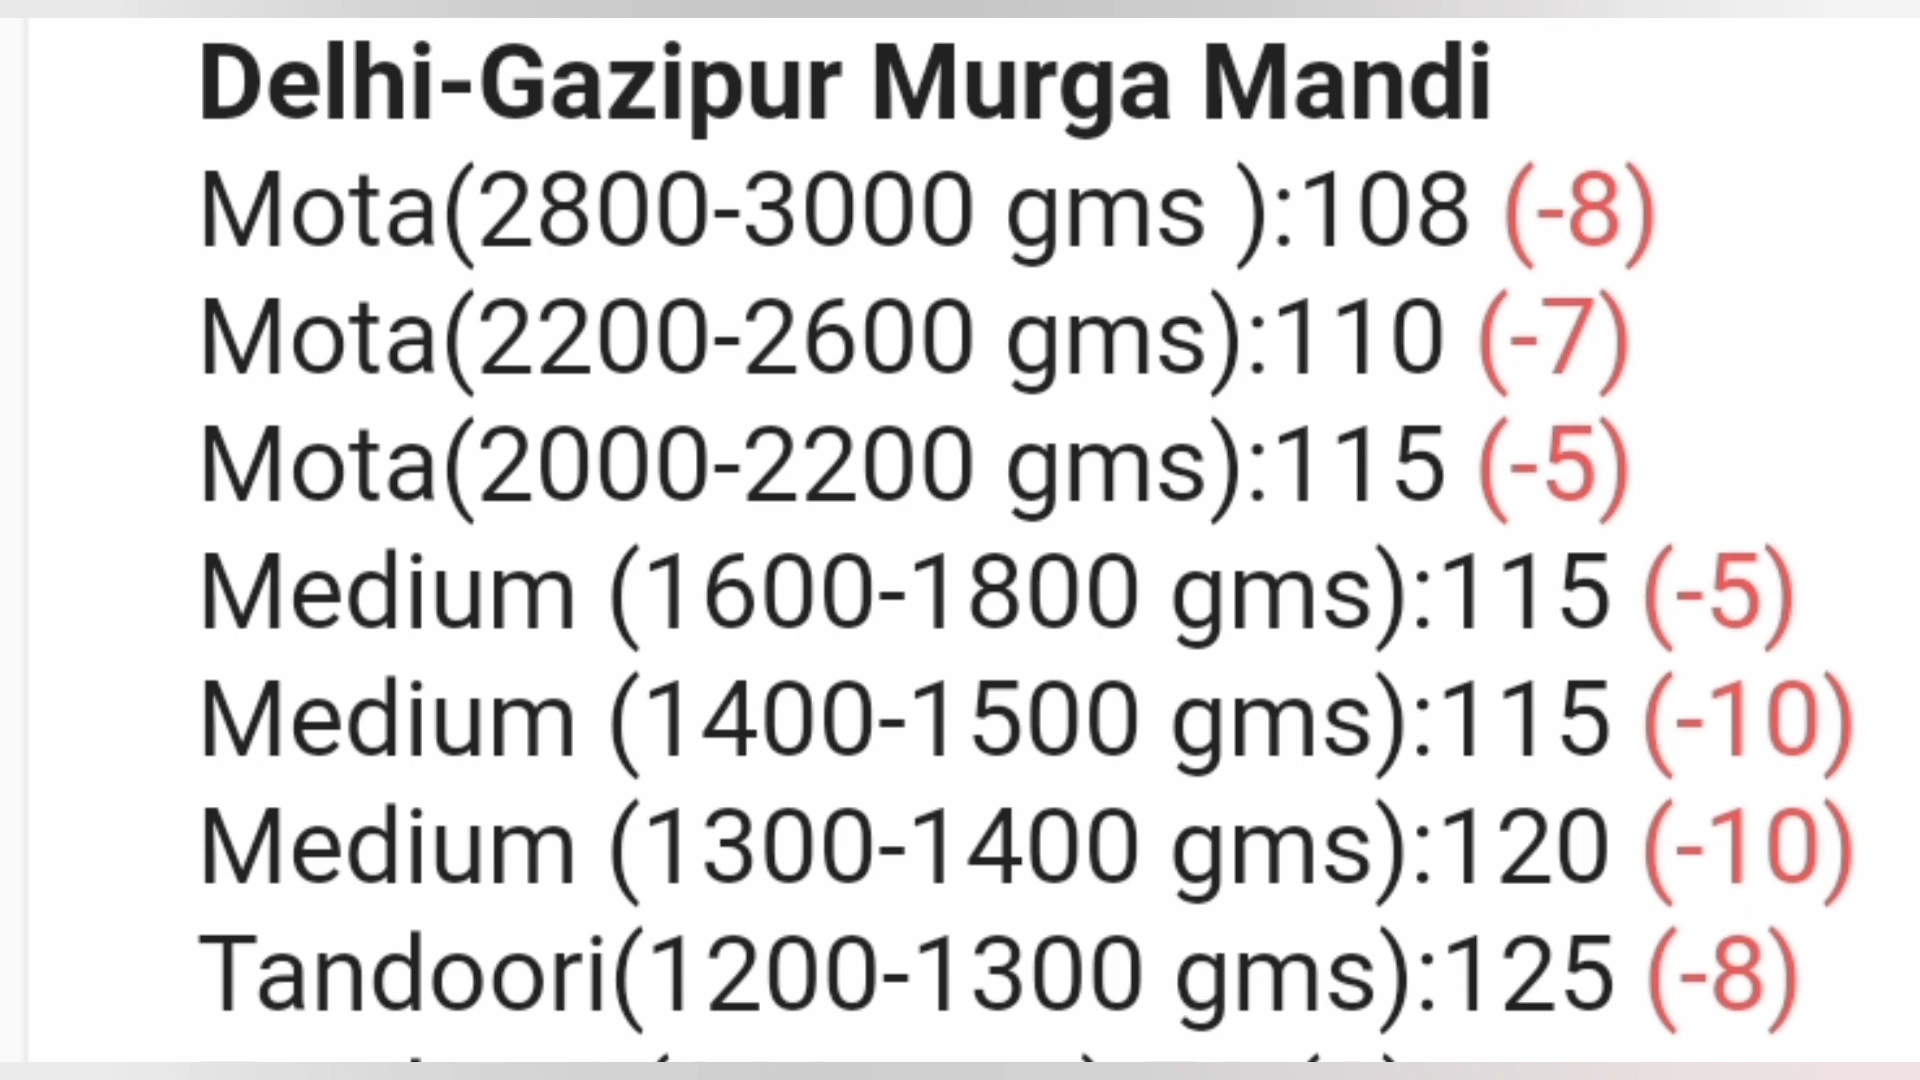 Delhi-Gazipur Murga Mandi
Mota(2800-3000 gms ):108 (-8)
Mota(2200-2600 gms):110 (-7)
Mota(2000-2200 gms):115 (-5)
Medium (1600-1800 gms):115 (-5)
Medium (1400-1500 gms):115 (-10)
Medium (1300-1400 gms):120 (-10)
Tandoori(1200-1300 gms):125 (-8)